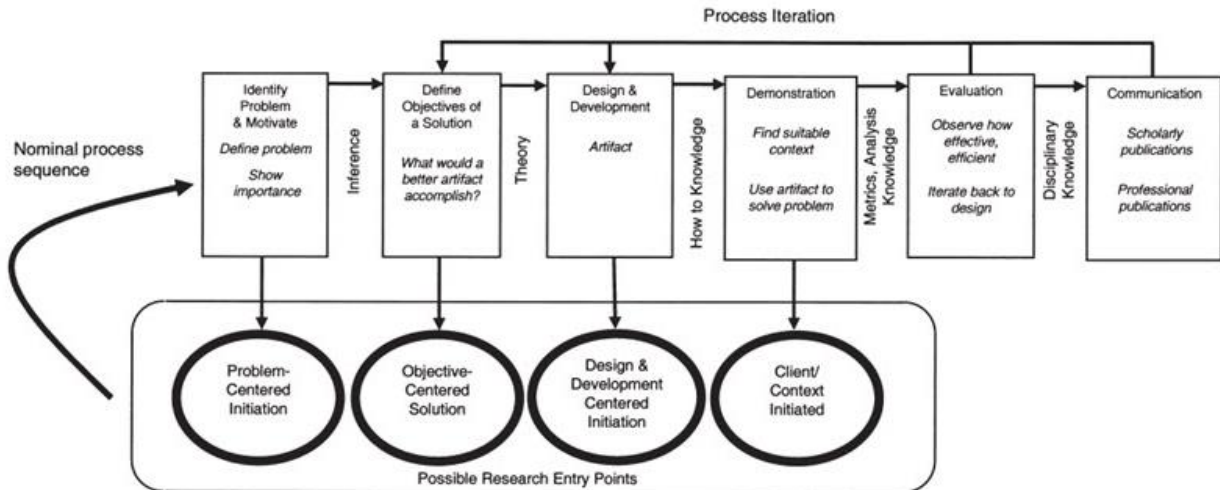 Process Iteration
Nominal process
sequence
Identify
Problem
& Motivate
Define problem
Show
importance
Inference
Define
Objectives of
a Solution
What would a
better artifact
accomplish?
Theory
Design &
Development
Artifact
How to Knowledge
Demonstration
Find suitable
context
Use artifact to
solve problem
Metrics, Analysis
Knowledge
Evaluation
Observe how
effective,
efficient
Iterate back to
design
Disciplinary
Knowledge
Communication
Scholarly
publications
Professional
publications
Problem-
Centered
Initiation
Objective-
Centered
Solution
Design &
Development
Centered
Initiation
Client/
Context
Initiated
Possible Research Entry Points